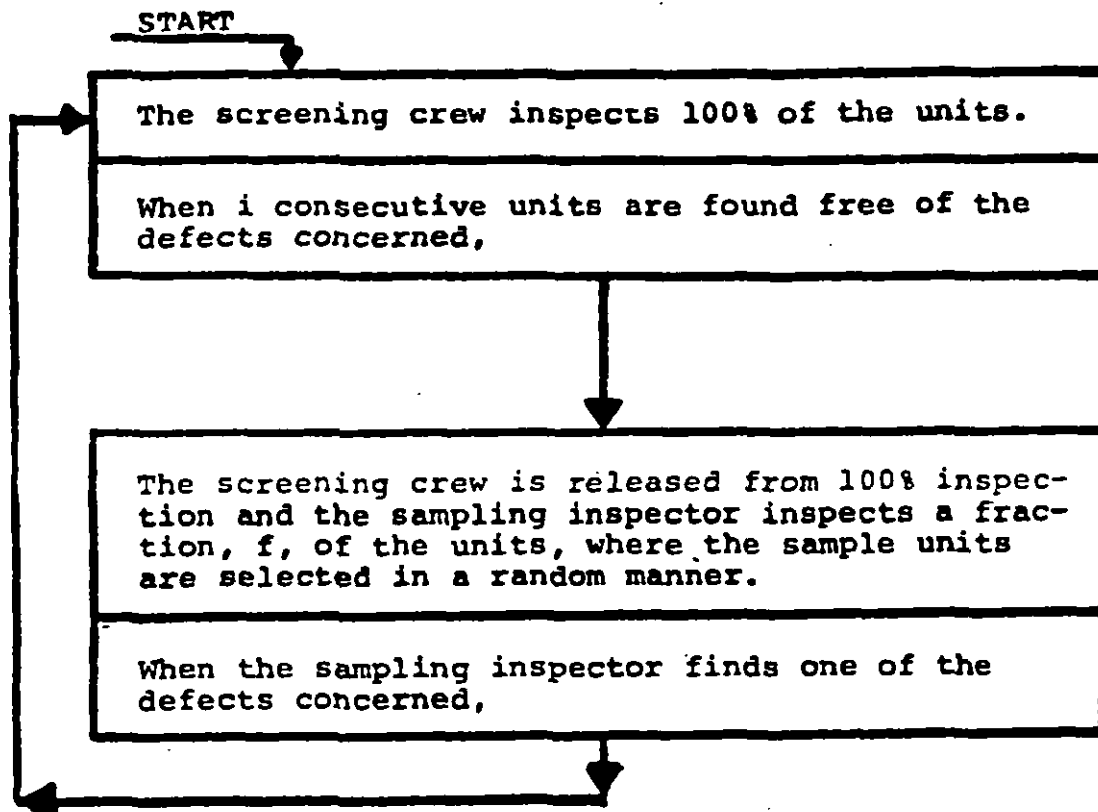 START
The screening crew inspects 100% of the units.
When i consecutive units are found free of the
defects concerned,
The screening crew is released from 100% inspec-
tion and the sampling inspector inspects a frac-
tion, f, of the units, where the sample units
are selected in a random manner.
When the sampling inspector finds one of the
defects concerned,